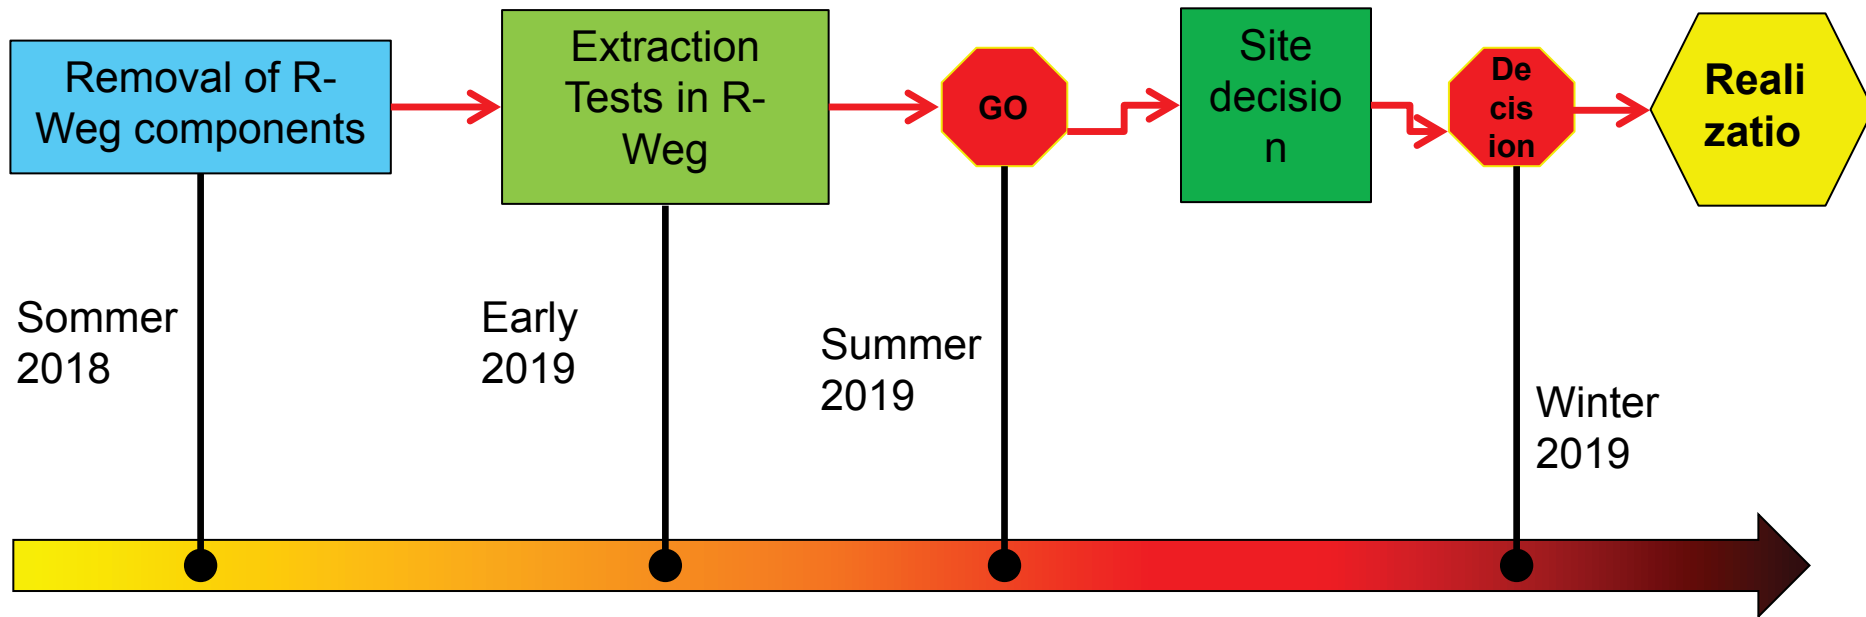 Removal of R-
Weg components
Extraction
Tests in R-
Weg
GO
Site
decisio
n
De
cis
ion
Reali
zatio
Sommer
2018
Early
2019
Summer
2019
Winter
2019